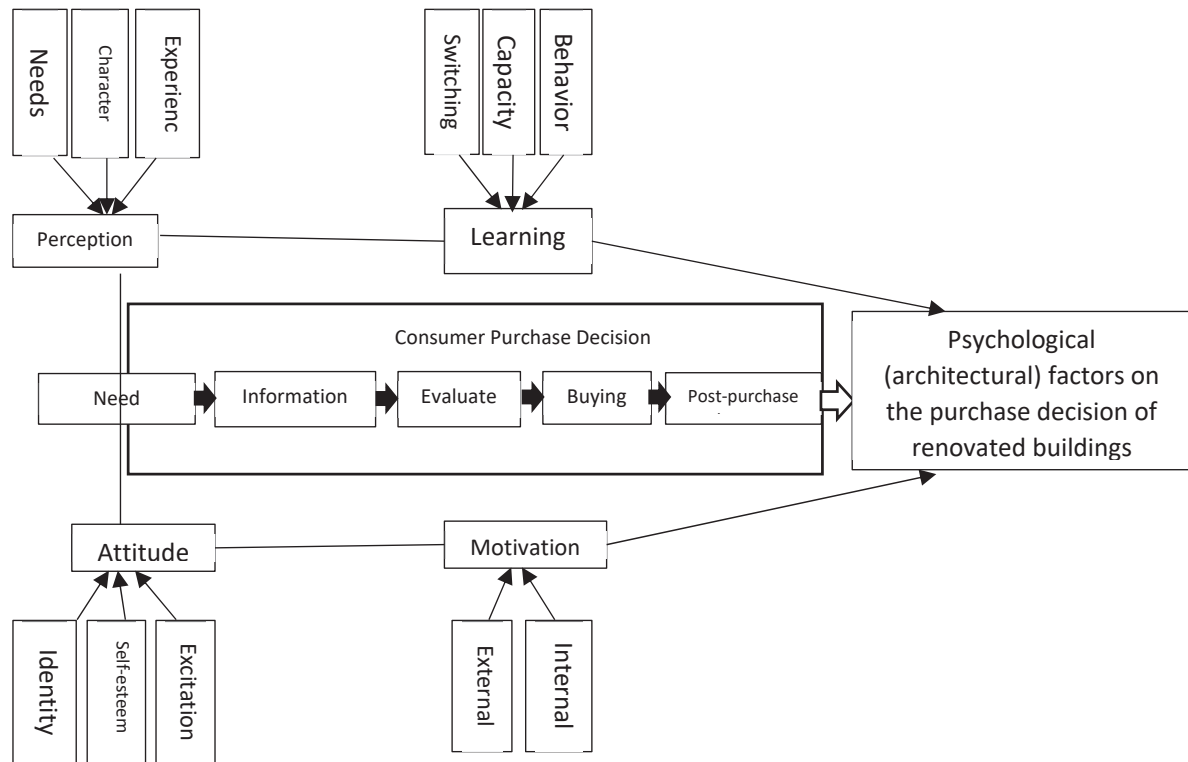 Needs
Character
Experienc
Switching
Capacity
Behavior
Perception
Learning
Consumer Purchase Decision
Need
Information
Evaluate
Buying
Post-purchase
Psychological
(architectural) factors on
the purchase decision of
renovated buildings
Attitude
Motivation
Identity
Self-esteem
Excitation
External
Internal